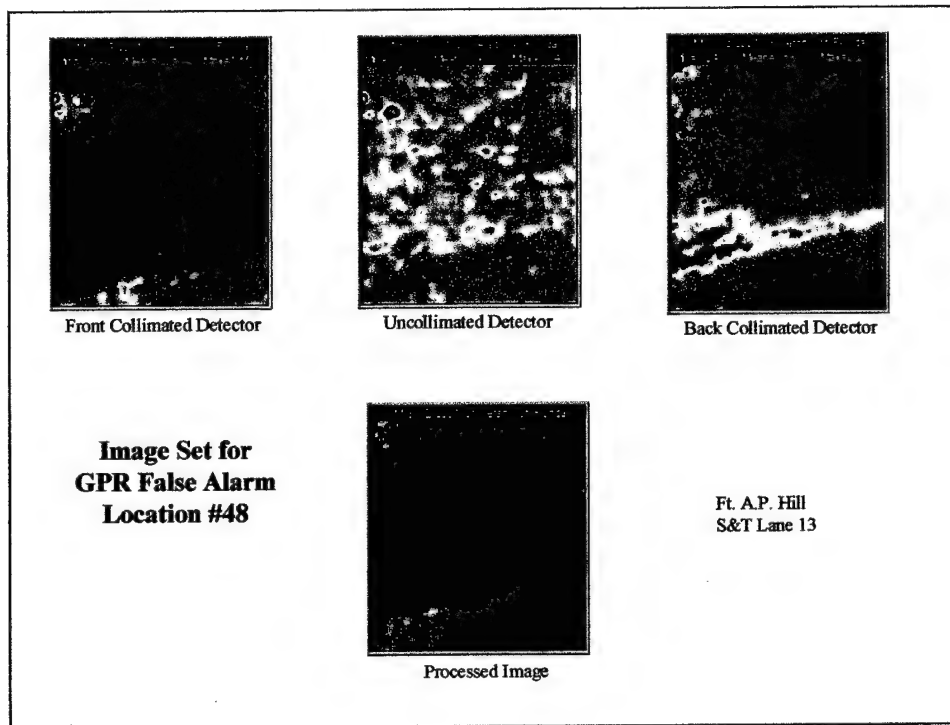 Front Collimated Detector
Uncollimated Detector
Back Collimated Detector
Image Set for
GPR False Alarm
Location #48
Ft. A.P. Hill
S&T Lane 13
Processed Image